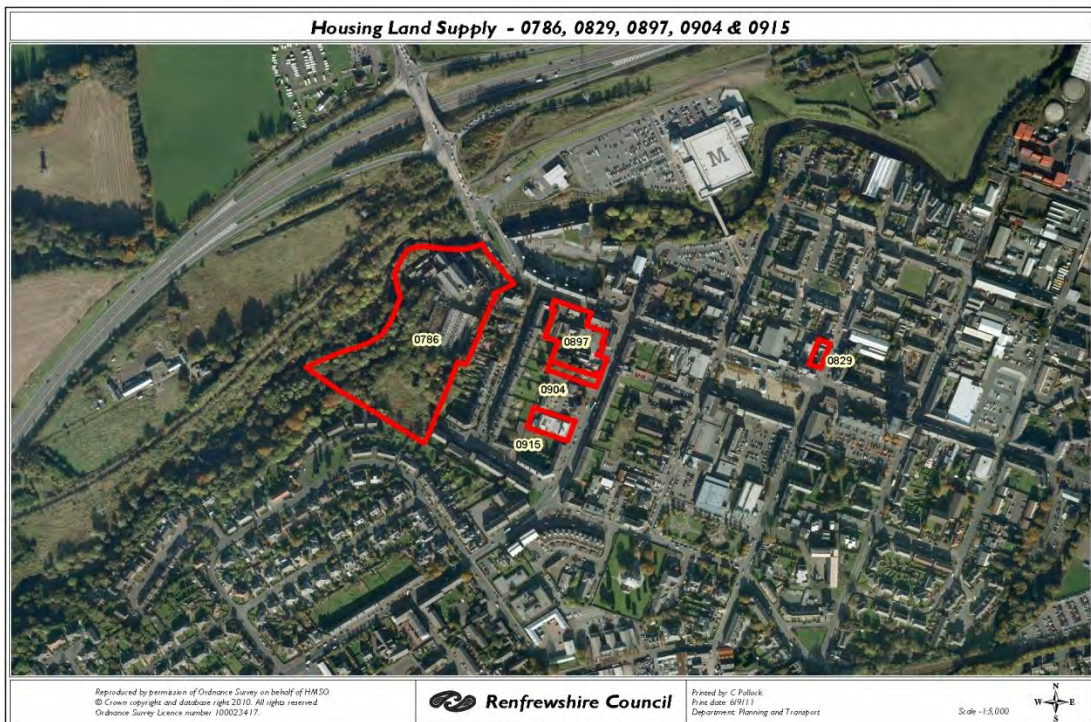 Housing Land Supply - 0786, 0829, 0897, 0904 & 0915
M
0786
0897
0829
0904
0915
Reproduced by permission of Ordnance Survey on behalf of HMSO.
© Crown copyright and database right 2010. All rights reserved.
Ordnance Survey Licence number 100023417.
Renfrewshire Council
Printed by: C Pollock
Print date: 6/9/11
Department: Planning and Transport
Scale -1:5,000
N
W E
S